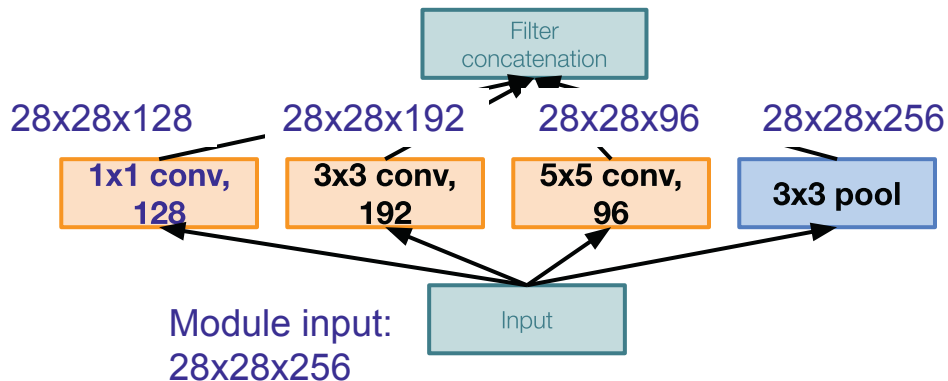 Filter
concatenation
28x28x128
28x28x192
28x28x96
28x28x256
1x1 conv,
128
3x3 conv,
192
5x5 conv,
96
3x3 pool
Input
Module input:
28x28x256